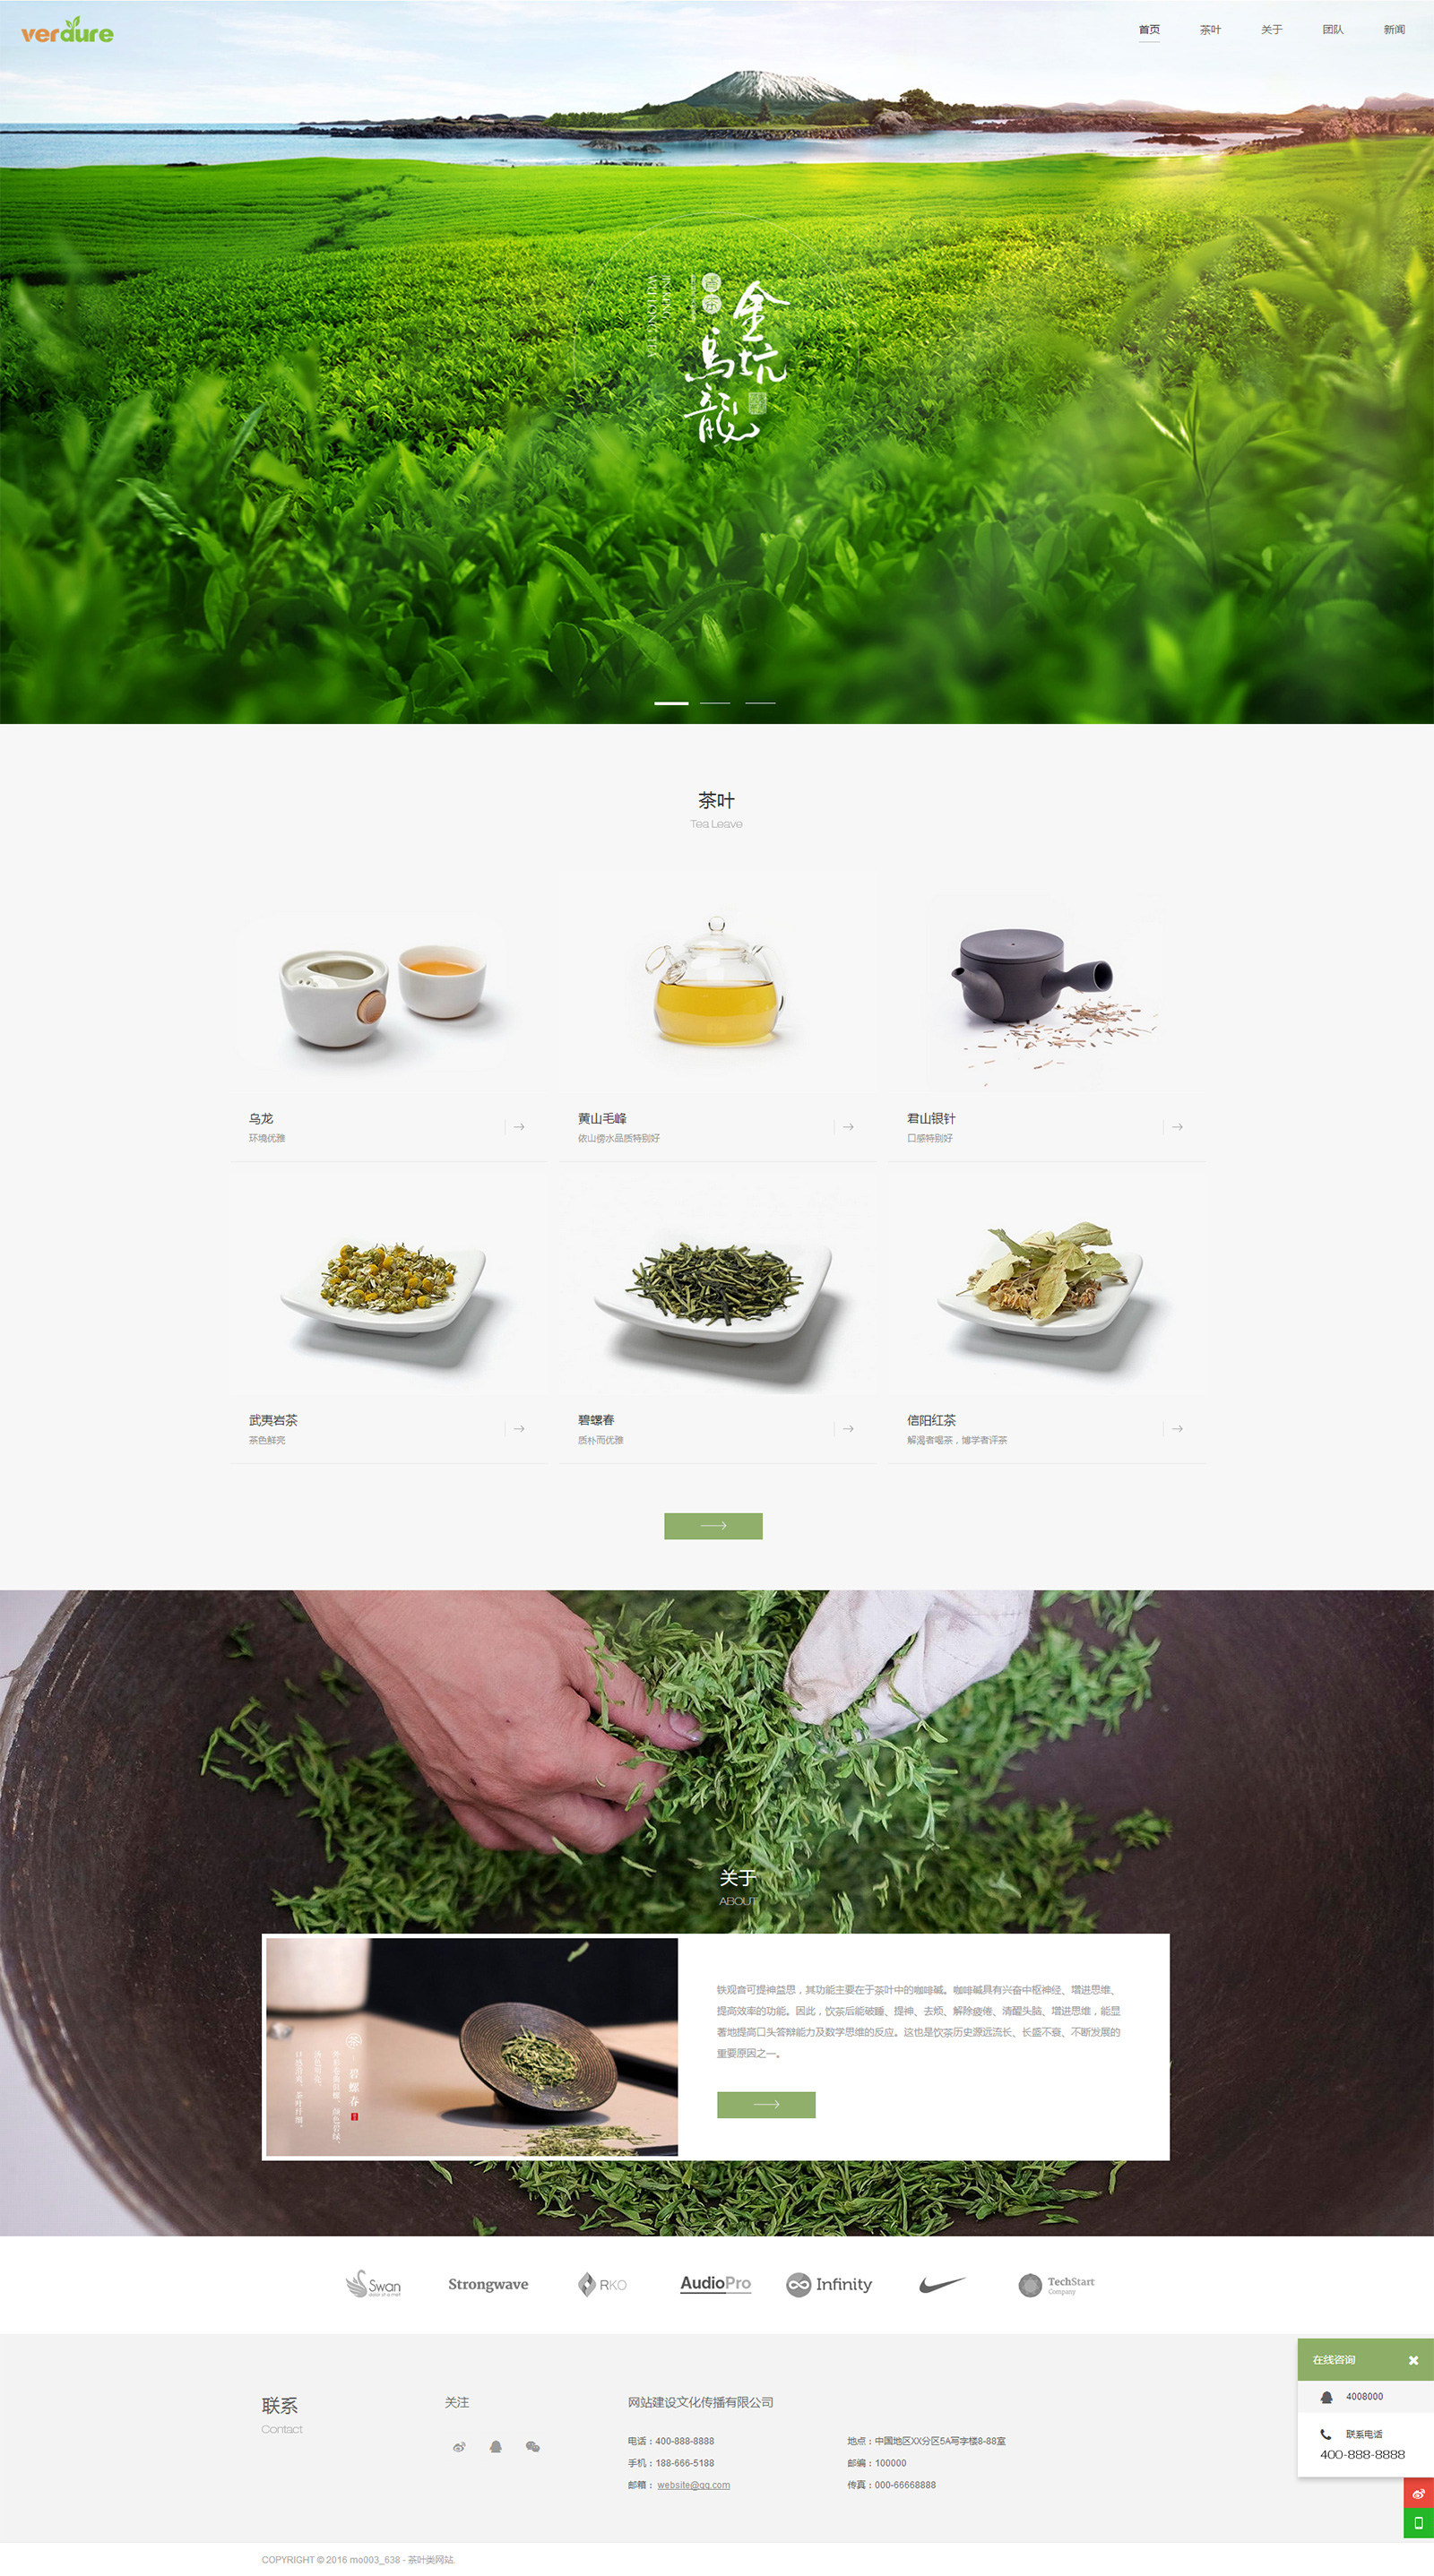 verdure
首页 茶叶 关于 团队 新闻
金坑
烏龍
茶叶
Tea Leave
乌龙
环境优雅
黄山毛峰
依山傍水品质特别好
君山银针
口感特别好
武夷岩茶
茶色鲜亮
碧螺春
质朴而优雅
信阳红茶
解渴者喝茶，博学者评茶
关于
ABOUT
茶
碧螺春
铁观音可提神益思，其功能主要在于茶叶中的咖啡碱。咖啡碱具有兴奋中枢神经、增进思维、
提高效率的功能。因此，饮茶后能破睡、提神、去烦、解除疲倦、清醒头脑、增进思维，能显
著地提高口头答辩能力及数学思维的反应。这也是饮茶历史源远流长、长盛不衰、不断发展的
重要原因之一。
Swan
Strongwave
RKO
AudioPro
Infinity
TechStart
Company
联系
Contact
关注
网站建设文化传播有限公司
电话：400-888-8888
手机：188-666-5188
邮箱： website@qq.com
地点：中国地区XX分区5A写字楼8-88室
邮编：100000
传真：000-66668888
在线咨询
4008000
联系电话
400-888-8888
COPYRIGHT © 2016 mo003_638 - 茶叶类网站.